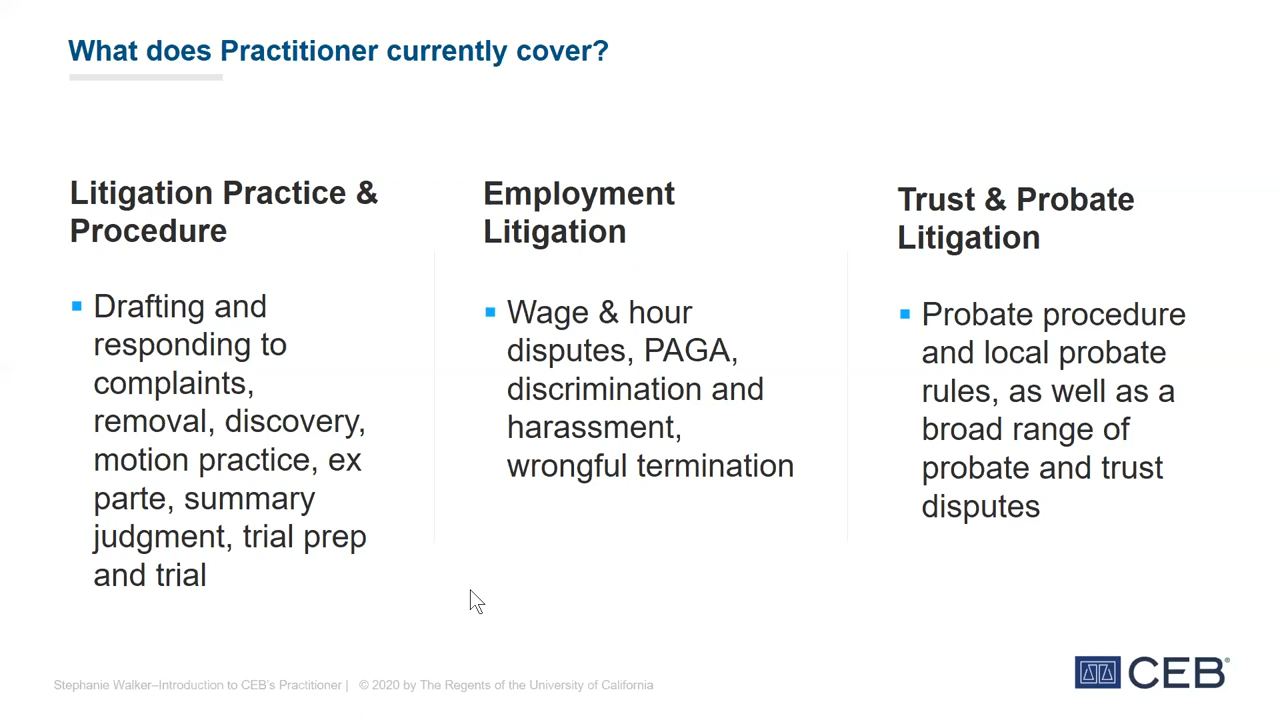 What does Practitioner currently cover?
Litigation Practice &
Procedure
▪ Drafting and
responding to
complaints,
removal, discovery,
motion practice, ex
parte, summary
judgment, trial prep
and trial
Employment
Litigation
▪ Wage & hour
disputes, PAGA,
discrimination and
harassment,
wrongful termination
Trust & Probate
Litigation
▪ Probate procedure
and local probate
rules, as well as a
broad range of
probate and trust
disputes
Stephanie Walker–Introduction to CEB's Practitioner | © 2020 by The Regents of the University of California
CEB®